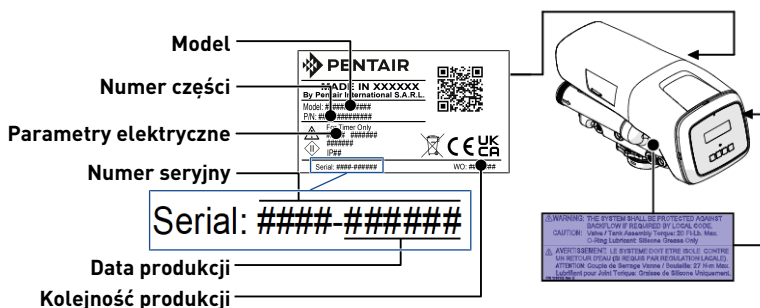 Model
Numer części
Parametry elektryczne
Numer seryjny
Data produkcji
Kolejność produkcji
PENTAIR
MADE IN XXXXXX
By Pentair International S.A.R.L.
Model: ##########
P/N: ###########
For Timer Only
##### #######
#######
IP##
CE UK CA
Serial: ####-######
WO: #######
Serial: ####-######
WARNING: THE SYSTEM SHALL BE PROTECTED AGAINST
BACKFLOW IF REQUIRED BY LOCAL CODE.
CAUTION: Valve / Tank Assembly Torque: 20 Ft-Lb. Max.
O-Ring Lubricant: Silicone Grease Only
AVERTISSEMENT: LE SYSTEME DOIT ETRE ISOLE CONTRE
UN RETOUR D'EAU (SI REQUIS PAR REGULATION LACALE).
ATTENTION: Couple de Serrage Vanne / Bouteille: 27 N·m Max.
Lubrifiant pour Joint Torique: Graisse de Silicone Uniquement.